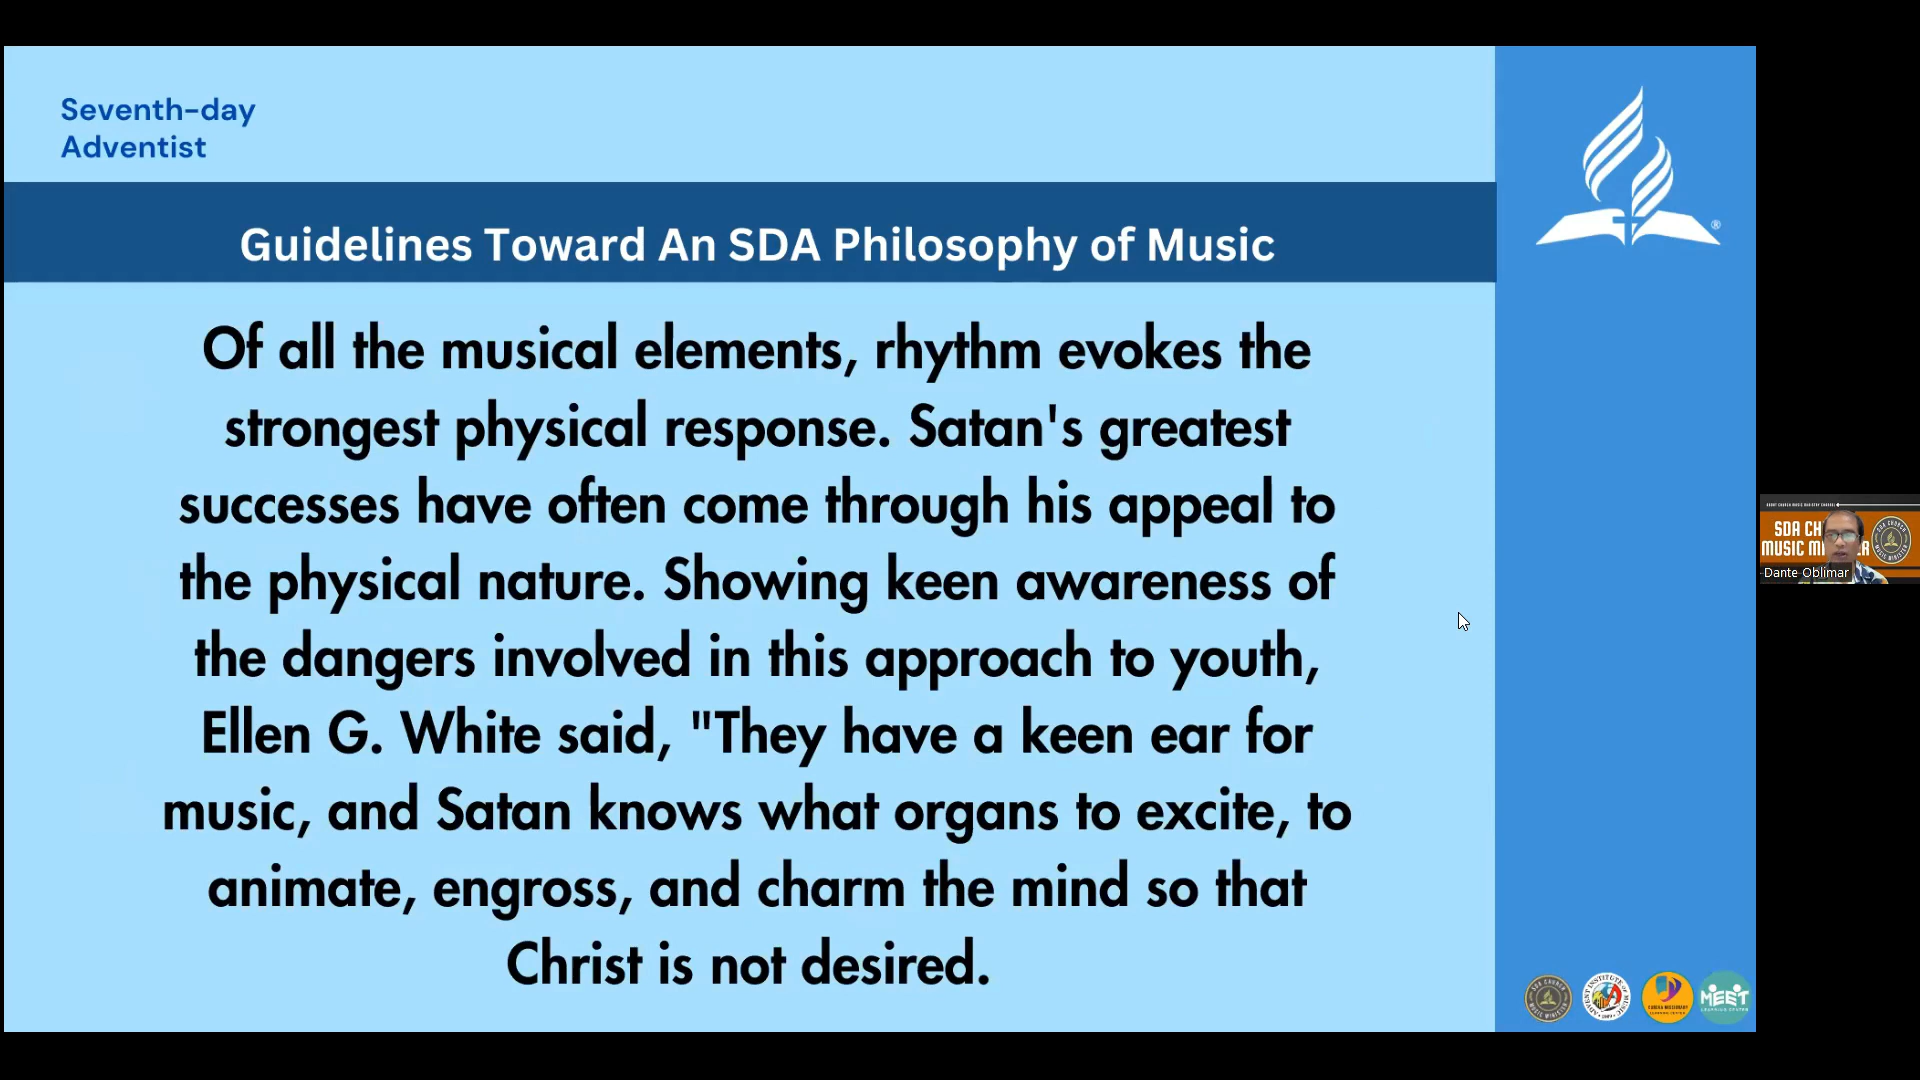 Seventh-day
Adventist
Guidelines Toward An SDA Philosophy of Music
Of all the musical elements, rhythm evokes the
strongest physical response. Satan's greatest
successes have often come through his appeal to
the physical nature. Showing keen awareness of
the dangers involved in this approach to youth,
Ellen G. White said, "They have a keen ear for
music, and Satan knows what organs to excite, to
animate, engross, and charm the mind so that
Christ is not desired.
®
SDA CH
MUSIC M
Dante Oblimar
MEET